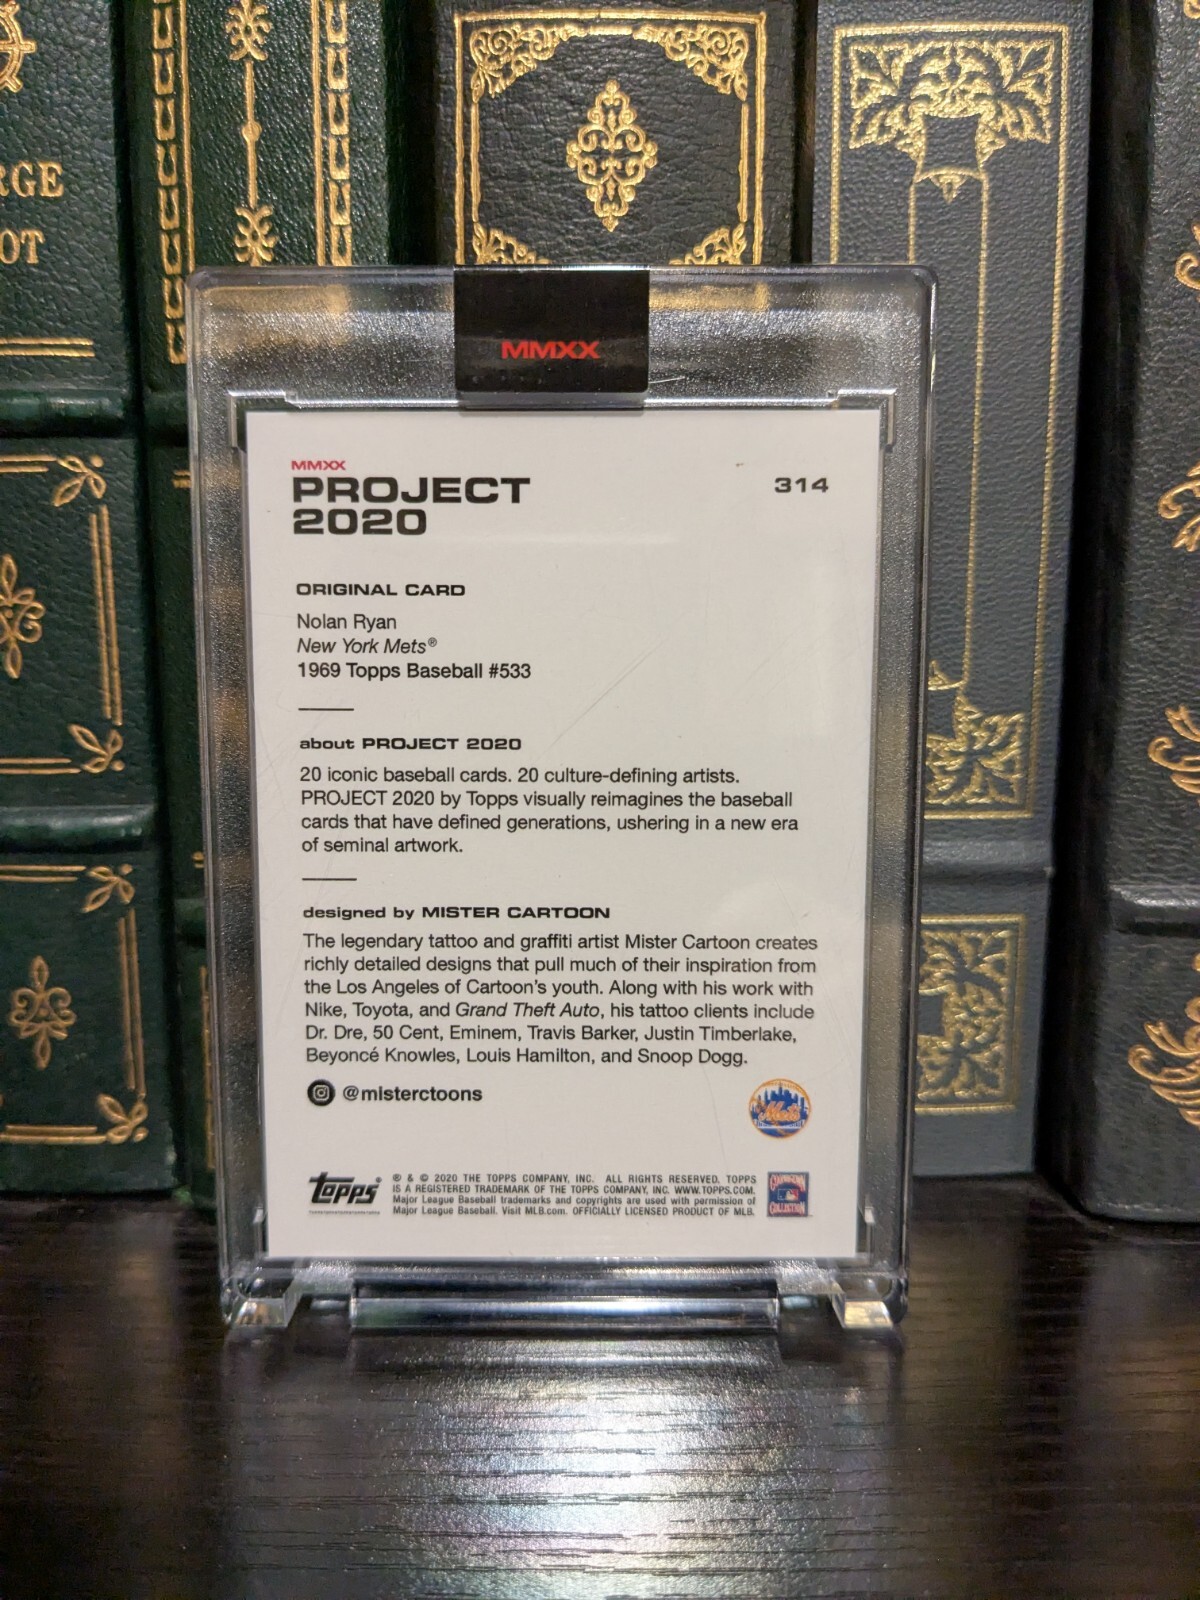 RGE
OT
MMXX
MMXX
PROJECT
2020
314
ORIGINAL CARD
Nolan Ryan
New York Mets®
1969 Topps Baseball #533
about PROJECT 2020
20 iconic baseball cards. 20 culture-defining artists.
PROJECT 2020 by Topps visually reimagines the baseball
cards that have defined generations, ushering in a new era
of seminal artwork.
designed by MISTER CARTOON
The legendary tattoo and graffiti artist Mister Cartoon creates
richly detailed designs that pull much of their inspiration from
the Los Angeles of Cartoon's youth. Along with his work with
Nike, Toyota, and Grand Theft Auto, his tattoo clients include
Dr. Dre, 50 Cent, Eminem, Travis Barker, Justin Timberlake,
Beyoncé Knowles, Louis Hamilton, and Snoop Dogg.
@misterctoons
Mets
topps®
® & © 2020 THE TOPPS COMPANY, INC. ALL RIGHTS RESERVED. TOPPS
IS A REGISTERED TRADEMARK OF THE TOPPS COMPANY, INC. WWW.TOPPS.COM.
Major League Baseball trademarks and copyrights are used with permission of
Major League Baseball. Visit MLB.com. OFFICIALLY LICENSED PRODUCT OF MLB.
COOPERSTOWN
COLLECTION